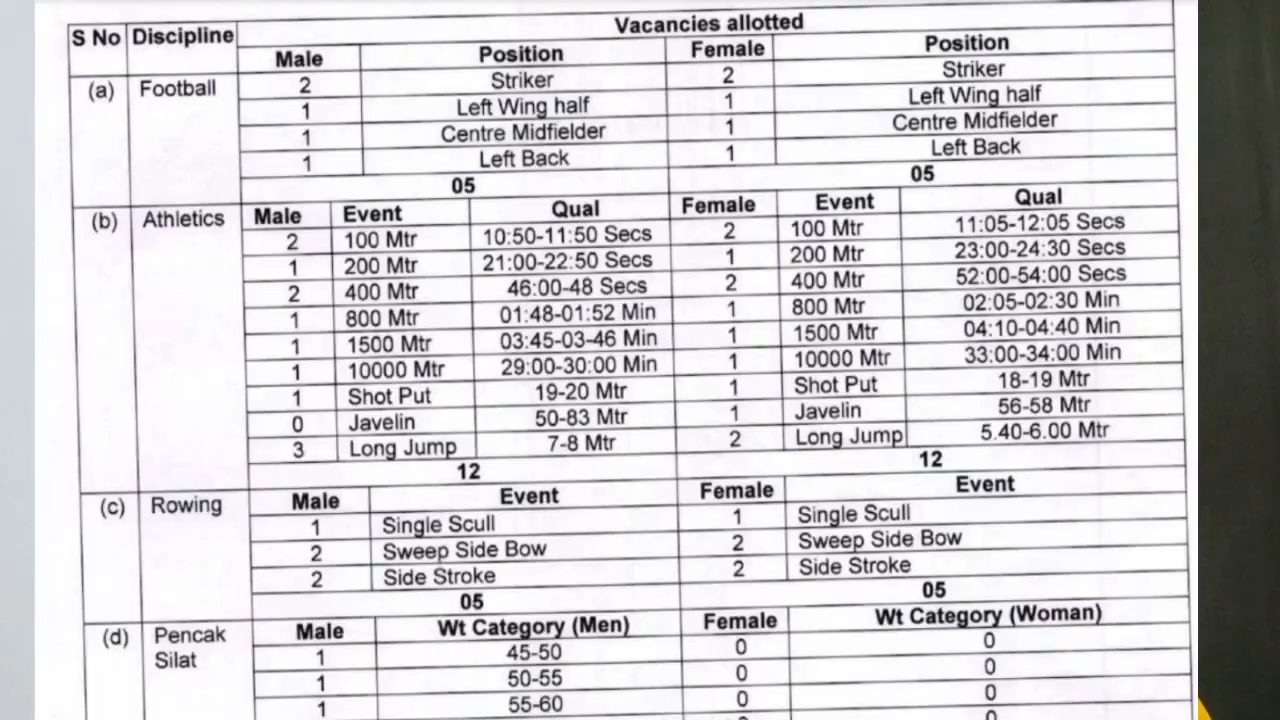 S No Discipline Vacancies allotted
Male Position Female Position
(a) Football 2 Striker 2 Striker
1 Left Wing half 1 Left Wing half
1 Centre Midfielder 1 Centre Midfielder
1 Left Back 1 Left Back
05 05
(b) Athletics Male Event Qual Female Event Qual
2 100 Mtr 10:50-11:50 Secs 2 100 Mtr 11:05-12:05 Secs
1 200 Mtr 21:00-22:50 Secs 1 200 Mtr 23:00-24:30 Secs
2 400 Mtr 46:00-48 Secs 2 400 Mtr 52:00-54:00 Secs
1 800 Mtr 01:48-01:52 Min 1 800 Mtr 02:05-02:30 Min
1 1500 Mtr 03:45-03-46 Min 1 1500 Mtr 04:10-04:40 Min
1 10000 Mtr 29:00-30:00 Min 1 10000 Mtr 33:00-34:00 Min
1 Shot Put 19-20 Mtr 1 Shot Put 18-19 Mtr
0 Javelin 50-83 Mtr 1 Javelin 56-58 Mtr
3 Long Jump 7-8 Mtr 2 Long Jump 5.40-6.00 Mtr
12 12
(c) Rowing Male Event Female Event
1 Single Scull 1 Single Scull
2 Sweep Side Bow 2 Sweep Side Bow
2 Side Stroke 2 Side Stroke
05 05
(d) Pencak Silat Male Wt Category (Men) Female Wt Category (Woman)
1 45-50 0 0
1 50-55 0 0
1 55-60 0 0